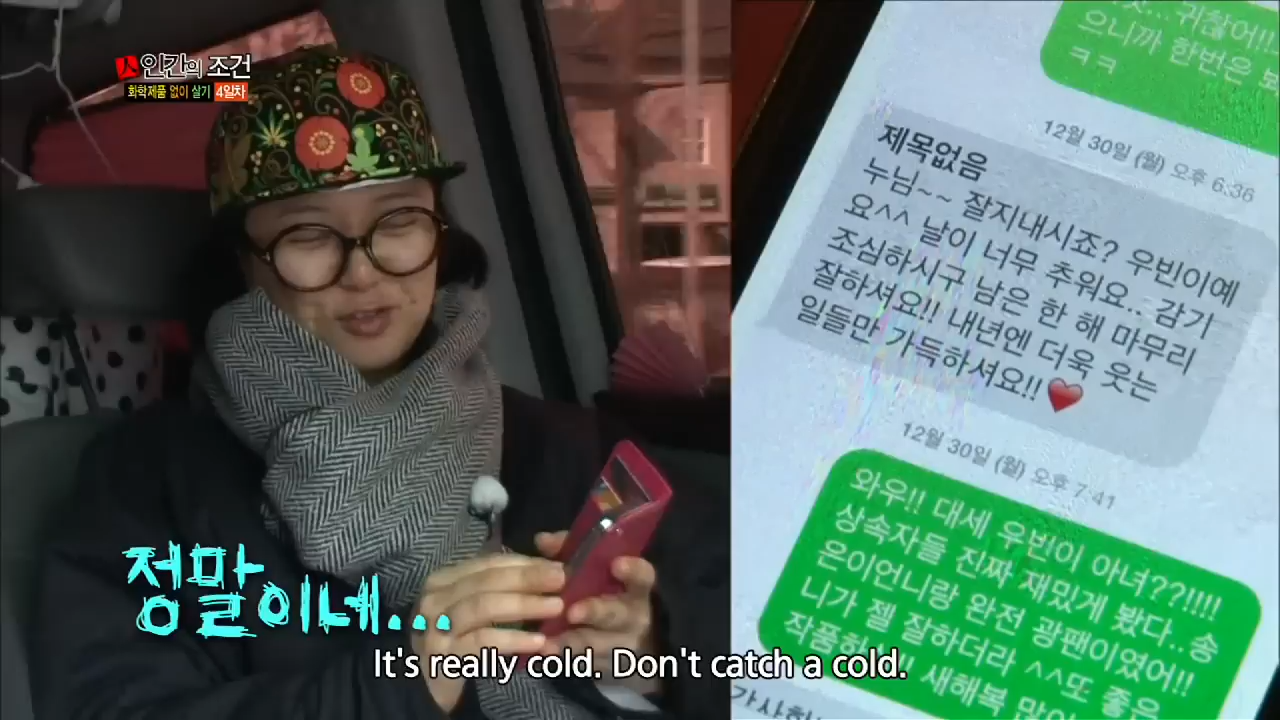 人 인간의 조건
화학제품 없이 살기 4일차
귀찮어!!
으니까 한번은
ㅋㅋ
12월 30일 (월) 오후 6:36
제목없음
누님~~ 잘지내시죠? 우빈이예
요^^ 날이 너무 추워요.. 감기
조심하시구 남은 한 해 마무리
잘하셔요!! 내년엔 더욱 웃는
일들만 가득하셔요!!❤️
12월 30일 (월) 오후 7:41
와우!! 대세 우빈이 아녀??!!!!
상속자들 진짜 재밌게 봤다..송
은이언니랑 완전 광팬이였어!!
니가 젤 잘하더라 ^^또 좋은
새해복
정말이네...
It's really cold. Don't catch a cold.